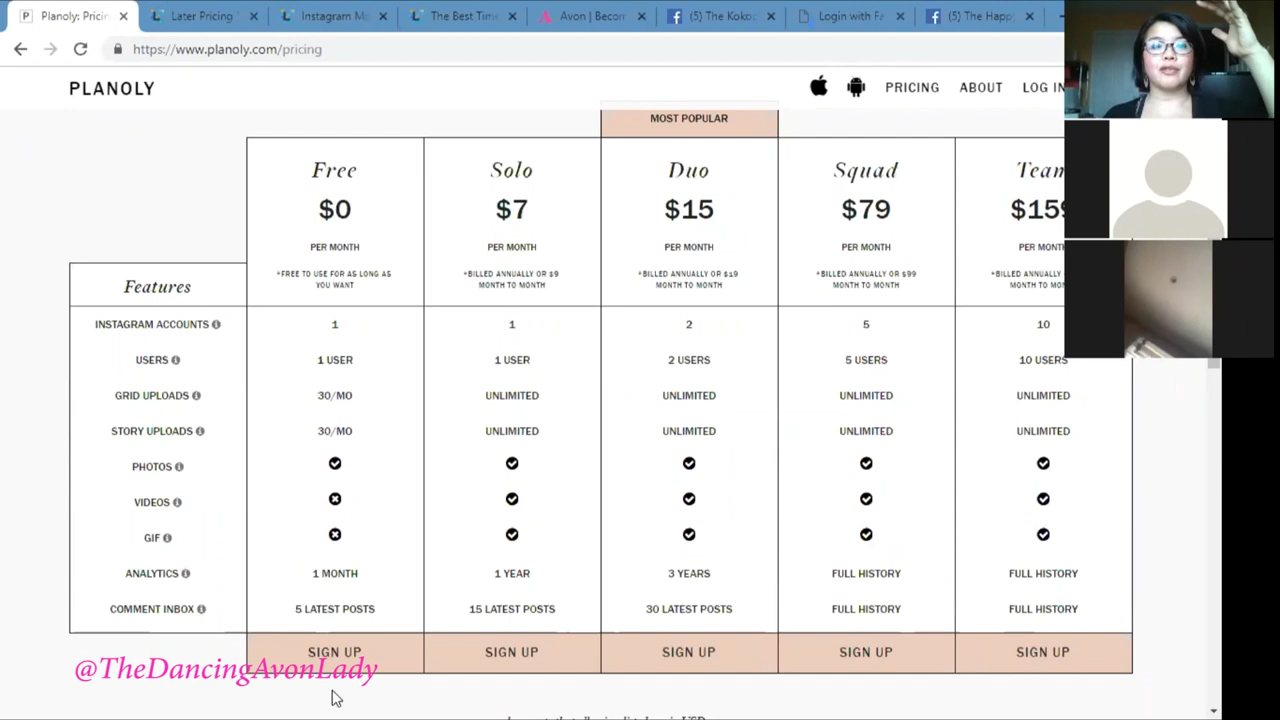 Planoly: Pricin
Later Pricing
Instagram Ma
The Best Time
Avon | Becom
(5) The Koko
Login with Fa
(5) The Happy
https://www.planoly.com/pricing
PLANOLY
PRICING ABOUT LOG IN
MOST POPULAR
Free Solo Duo Squad Team
$0 $7 $15 $79 $159
PER MONTH PER MONTH PER MONTH PER MONTH PER MONTH
*FREE TO USE FOR AS LONG AS YOU WANT
*BILLED ANNUALLY OR $9 MONTH TO MONTH
*BILLED ANNUALLY OR $19 MONTH TO MONTH
*BILLED ANNUALLY OR $99 MONTH TO MONTH
*BILLED ANNUALLY MONTH TO MO
Features
INSTAGRAM ACCOUNTS 1 1 2 5 10
USERS 1 USER 1 USER 2 USERS 5 USERS 10 USERS
GRID UPLOADS 30/MO UNLIMITED UNLIMITED UNLIMITED UNLIMITED
STORY UPLOADS 30/MO UNLIMITED UNLIMITED UNLIMITED UNLIMITED
PHOTOS
VIDEOS
GIF
ANALYTICS 1 MONTH 1 YEAR 3 YEARS FULL HISTORY FULL HISTORY
COMMENT INBOX 5 LATEST POSTS 15 LATEST POSTS 30 LATEST POSTS FULL HISTORY FULL HISTORY
SIGN UP SIGN UP SIGN UP SIGN UP SIGN UP
@TheDancingAvonLady